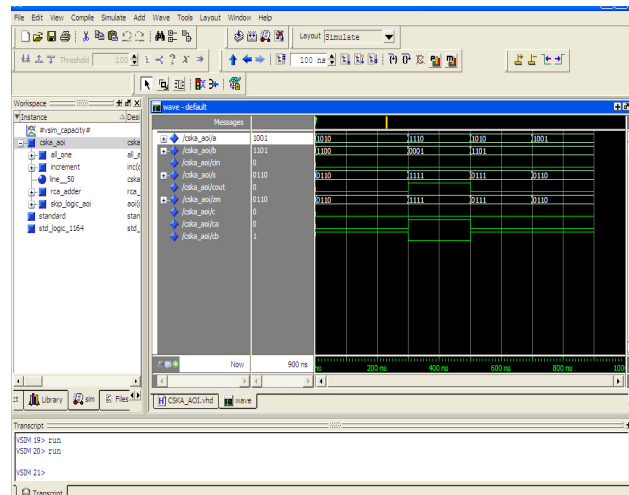 File Edit View Compile Simulate Add Wave Tools Layout Window Help
Layout Simulate
Threshold 100
100 ns
Workspace
wave - default
Instance Desi
Messages
#vsim_capacity#
cska_aoi cska
all_one all_
increment inc(
line__50 cska
rca_adder rca_
skip_logic_aoi aoi(
standard stan
std_logic_1164 std_
/cska_aoi/a 1001 1010 1110 1010 1001
/cska_aoi/b 1101 1100 0001 1101
/cska_aoi/cin 0
/cska_aoi/s 0110 0110 1111 0111 0110
/cska_aoi/cout 0
/cska_aoi/zm 0110 0110 1111 0111 0110
/cska_aoi/c 0
/cska_aoi/ca 0
/cska_aoi/cb 1
Now 900 ns ns 200 ns 400 ns 600 ns 800 ns 100
ct Library sim Files
CSKA_AOI.vhd wave
Transcript
VSIM 19> run
VSIM 20> run
VSIM 21>
Transcript